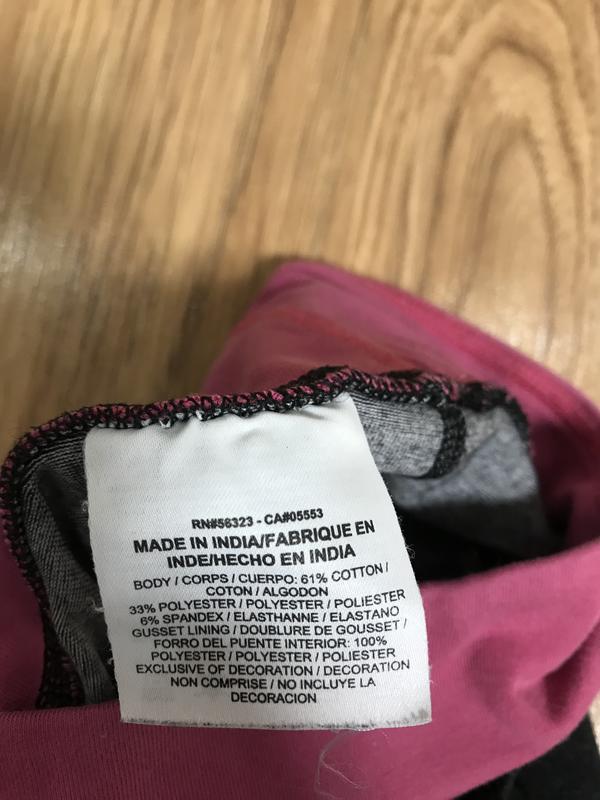 RN#56323 - CA#05553
MADE IN INDIA/FABRIQUE EN
INDE/HECHO EN INDIA
BODY / CORPS / CUERPO: 61% COTTON /
COTON / ALGODON
33% POLYESTER / POLYESTER / POLIESTER
6% SPANDEX / ELASTHANNE / ELASTANO
GUSSET LINING / DOUBLURE DE GOUSSET /
FORRO DEL PUENTE INTERIOR: 100%
POLYESTER / POLYESTER / POLIESTER
EXCLUSIVE OF DECORATION / DECORATION
NON COMPRISE / NO INCLUYE LA
DECORACION